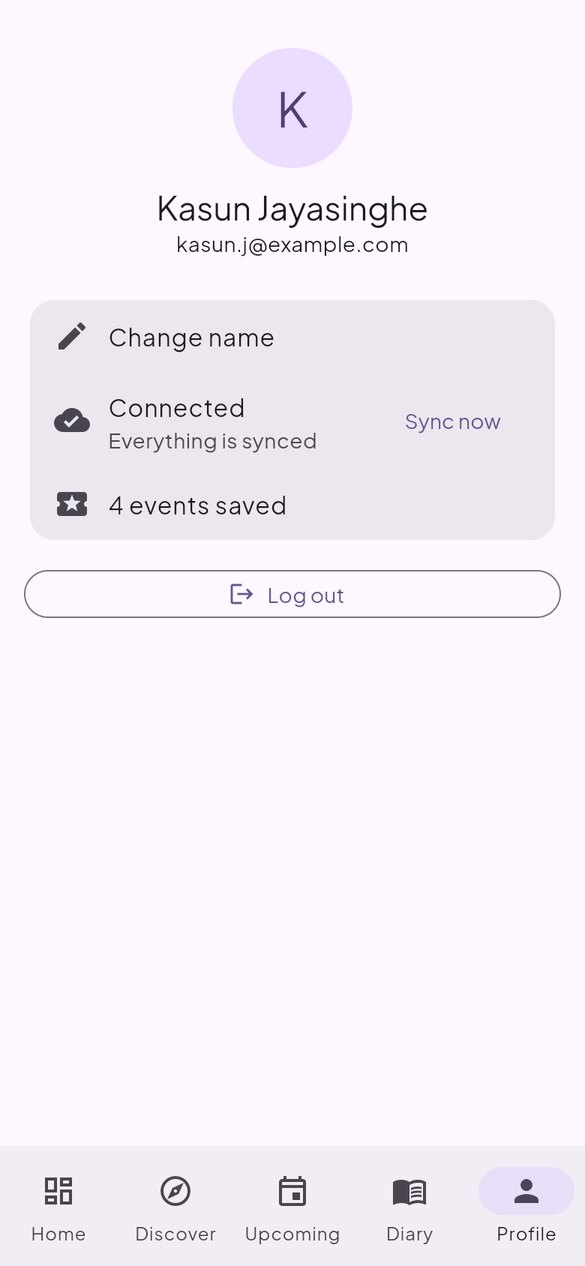 K
Kasun Jayasinghe
kasun.j@example.com
Change name
Connected
Everything is synced
Sync now
4 events saved
Log out
Home
Discover
Upcoming
Diary
Profile